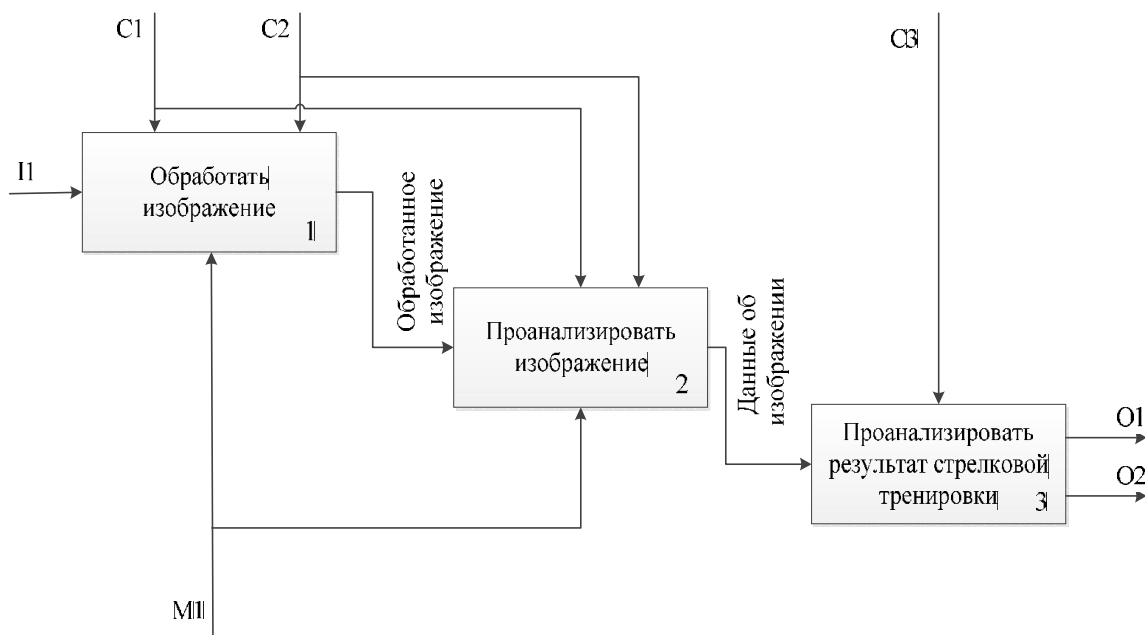 C1
C2
C3
I1
Обработать
изображение
1
Обработанное
изображение
Проанализировать
изображение
2
Данные об
изображении
Проанализировать
результат стрелковой
тренировки
3
O1
O2
M1